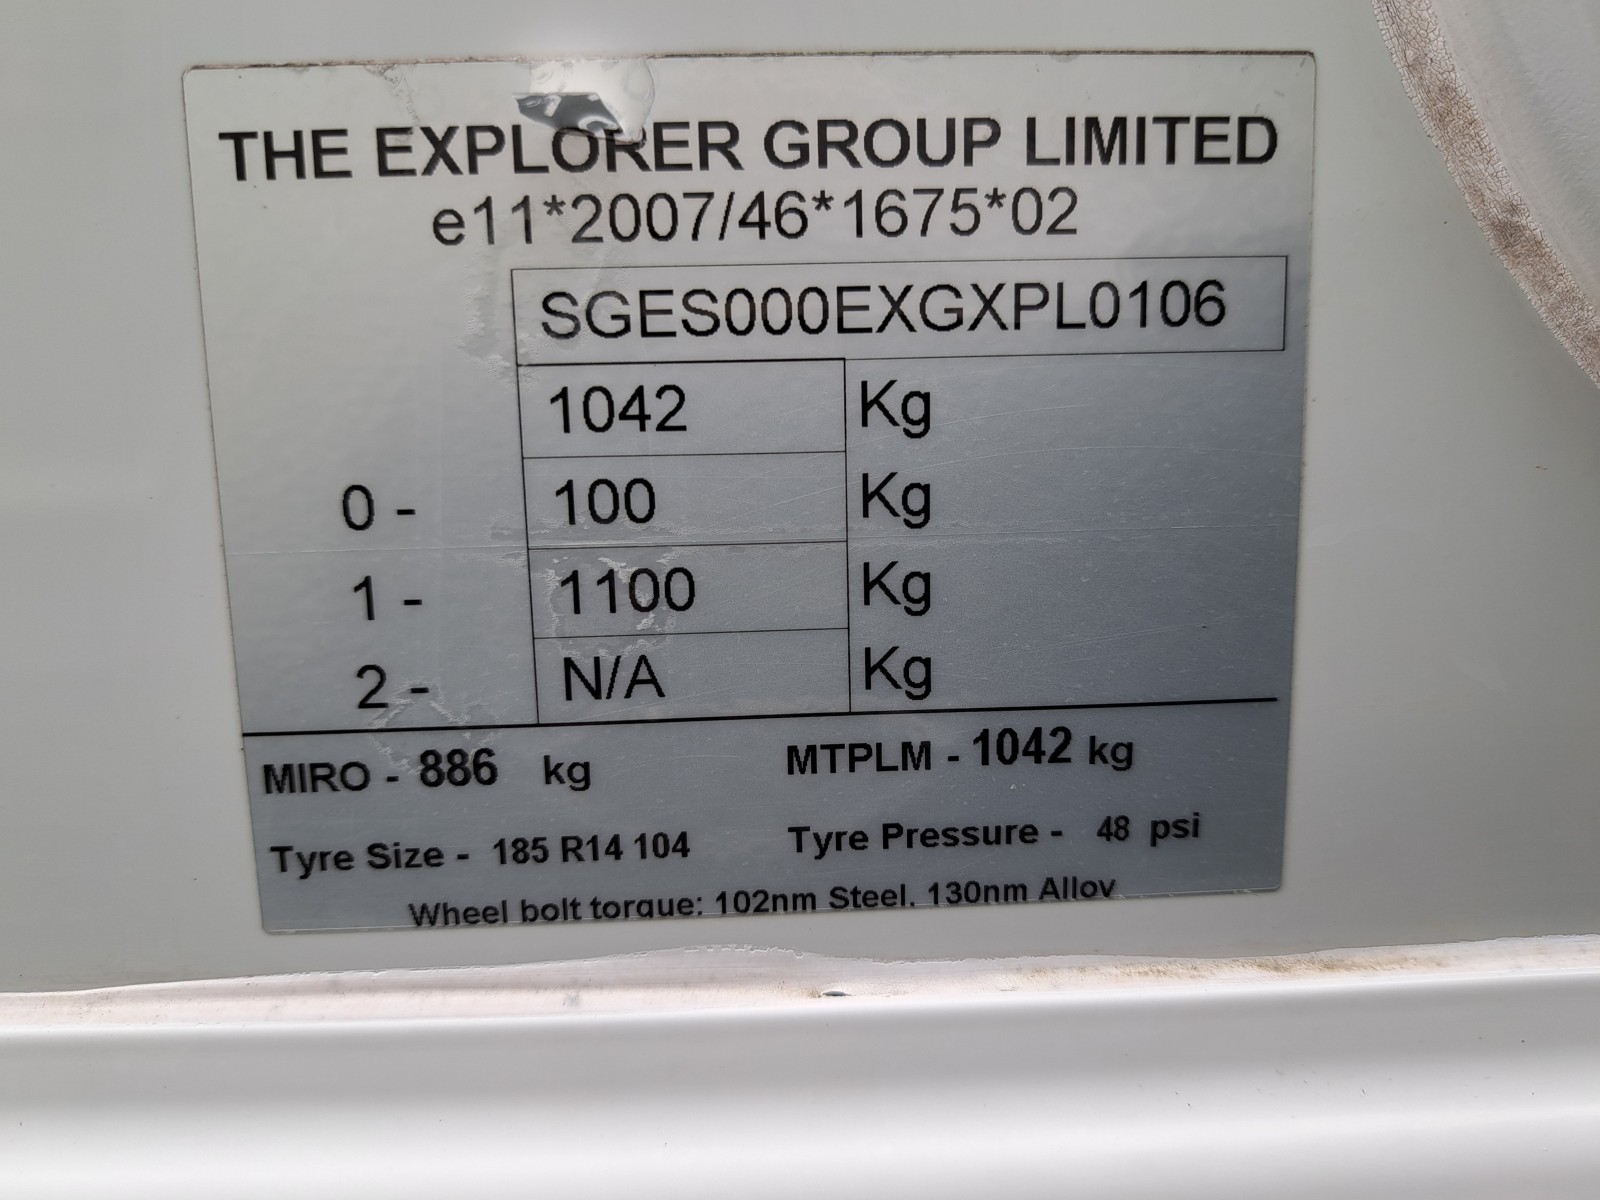 THE EXPLORER GROUP LIMITED
e11*2007/46*1675*02
SGES000EXGXPL0106
1042 Kg
0 - 100 Kg
1 - 1100 Kg
2 - N/A Kg
MIRO - 886 kg MTPLM - 1042 kg
Tyre Size - 185 R14 104 Tyre Pressure - 48 psi
Wheel bolt torque: 102nm Steel. 130nm Alloy